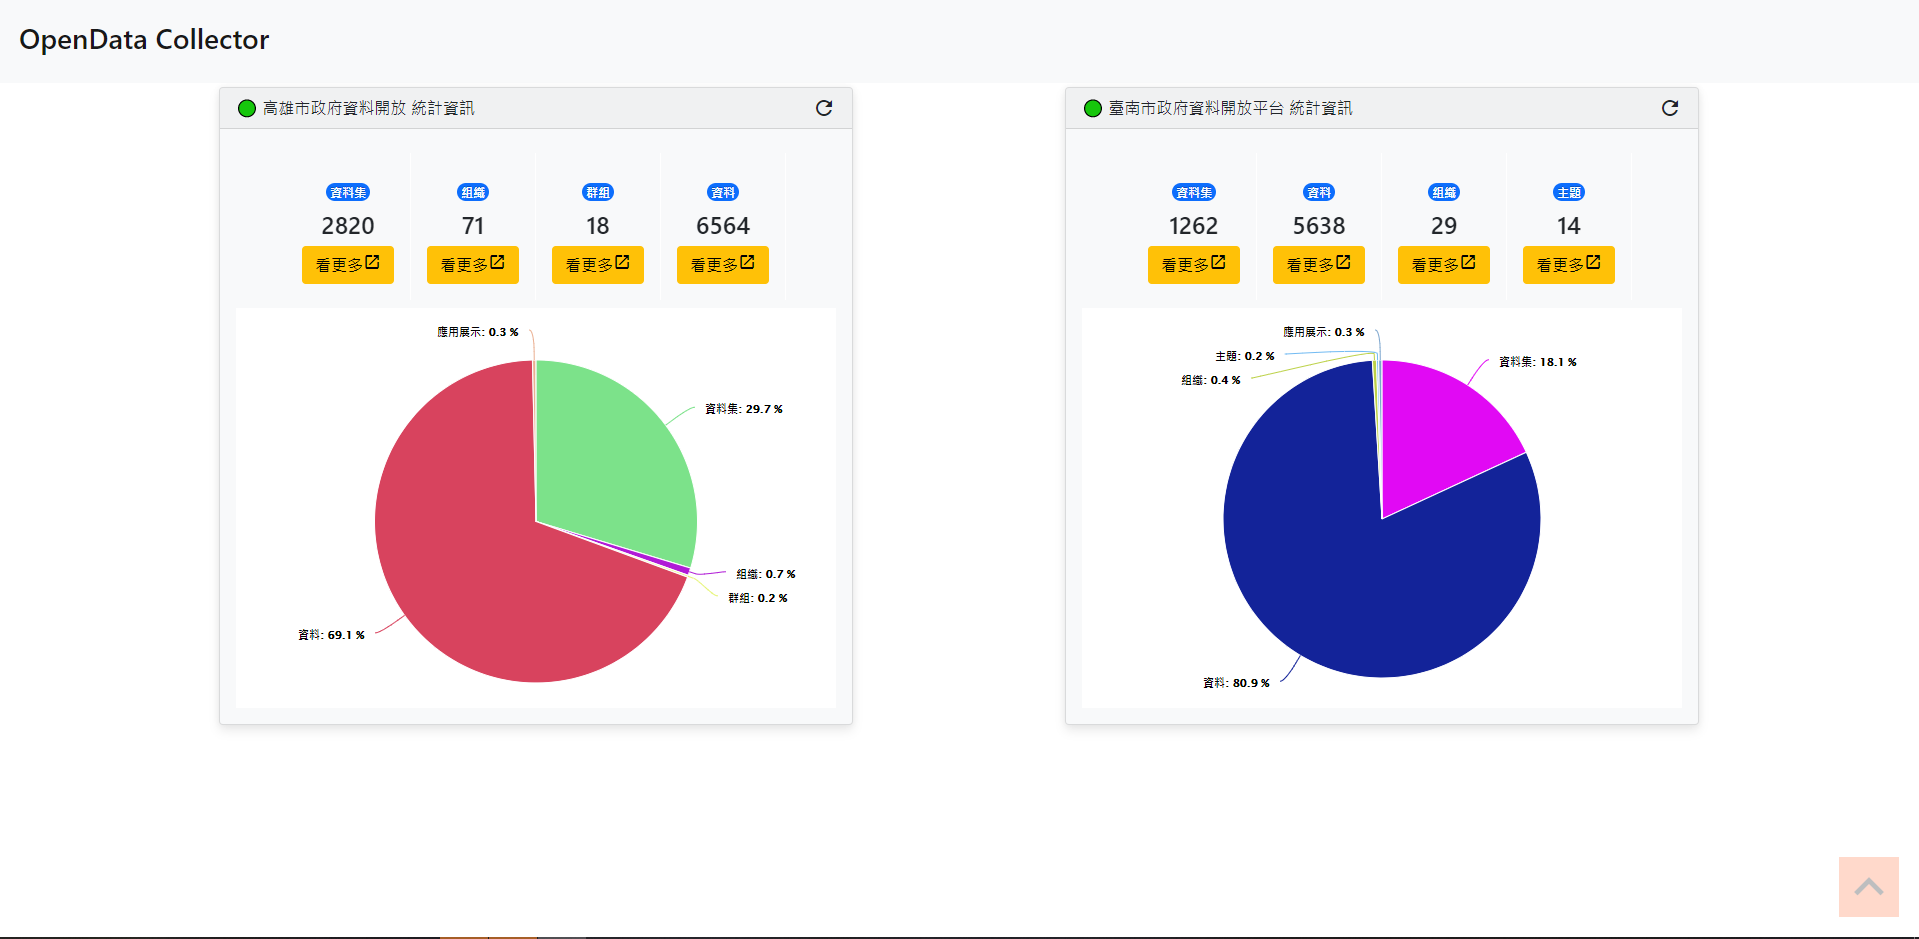 OpenData Collector
高雄市政府資料開放 統計資訊
資料集 組織 群組 資料
2820 71 18 6564
看更多 看更多 看更多 看更多
應用展示: 0.3 %
資料集: 29.7 %
組織: 0.7 %
群組: 0.2 %
資料: 69.1 %
臺南市政府資料開放平台 統計資訊
資料集 資料 組織 主題
1262 5638 29 14
看更多 看更多 看更多 看更多
應用展示: 0.3 %
主題: 0.2 %
資料集: 18.1 %
組織: 0.4 %
資料: 80.9 %